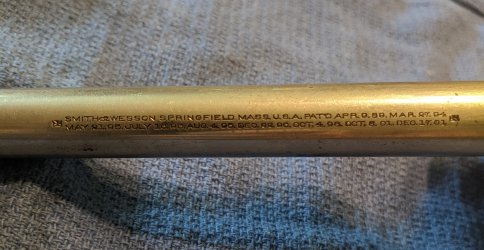 SMITH & WESSON SPRINGFIELD MASS. U.S.A. PAT'D APR. 9, 89. MAR. 27. 94.
MAY 21, 95. JULY 16, 95. AUG. 4, 96. DEC. 22, 96. OCT. 4, 98. OCT. 8, 01. DEC. 17, 01.